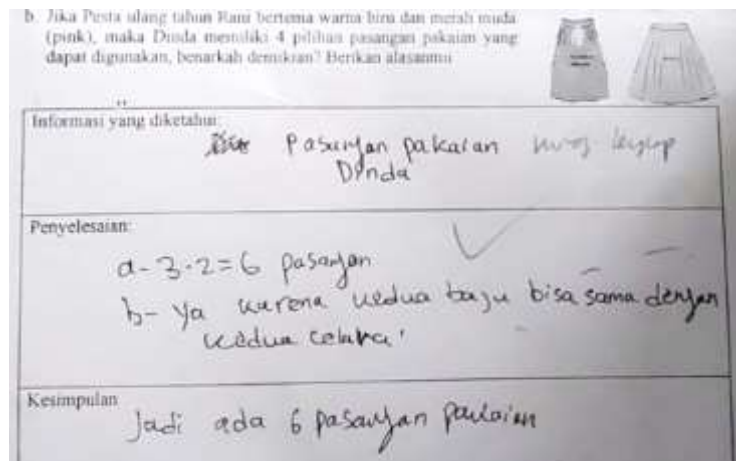 b. Jika Pesta ulang tahun Rani bertema warna biru dan merah muda
(pink), maka Dinda memiliki 4 pilihan pasangan pakaian yang
dapat digunakan, benarkah demikian? Berikan alasanmu
Informasi yang diketahui:
Pasangan pakaian
Dinda
Penyelesaian:
a- 3·2=6 pasangan
b- ya karena kedua baju bisa sama dengan
kedua celana
Kesimpulan
Jadi ada 6 pasangan pakaian